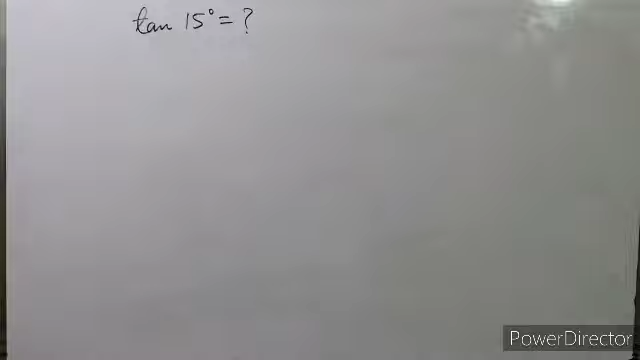 tan 15° = ?
PowerDirector